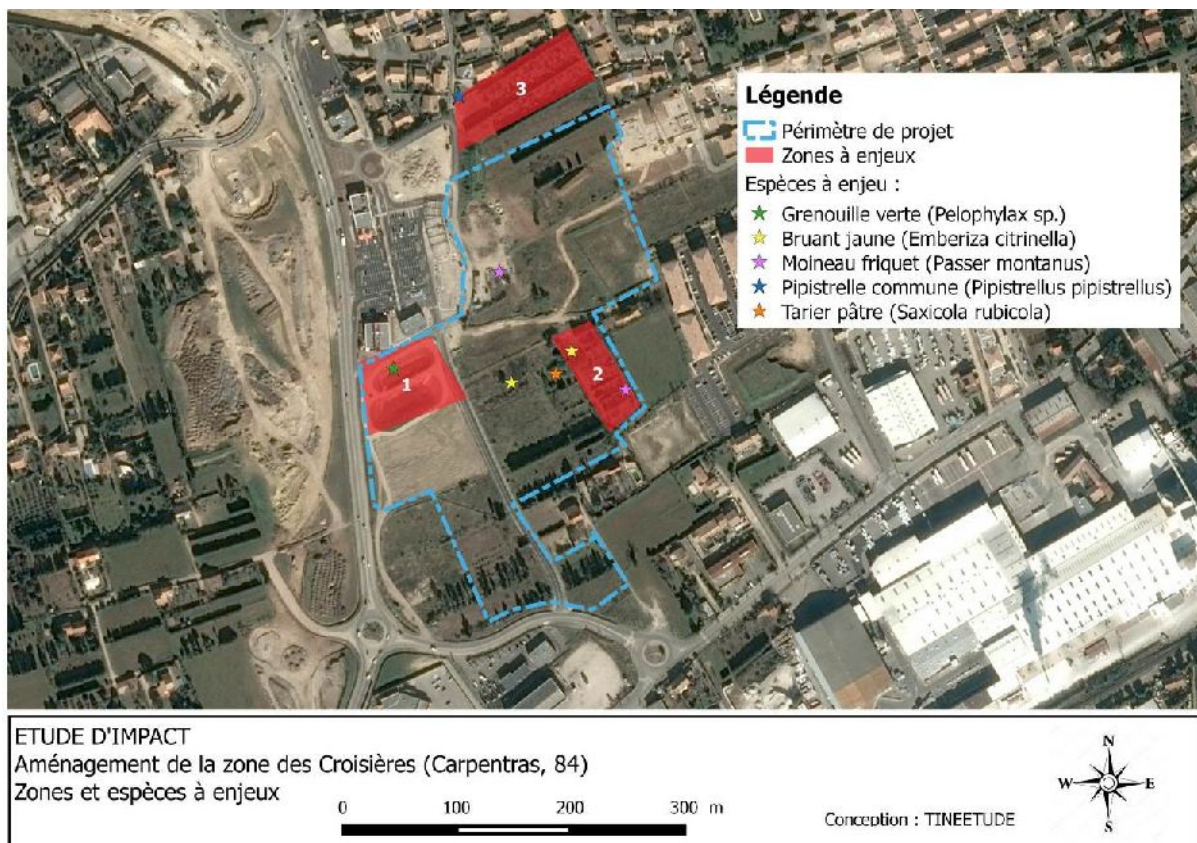 3
1
2
Légende
Périmètre de projet
Zones à enjeux
Espèces à enjeu :
Grenouille verte (Pelophylax sp.)
Bruant jaune (Emberiza citrinella)
Moineau friquet (Passer montanus)
Pipistrelle commune (Pipistrellus pipistrellus)
Tarier pâtre (Saxicola rubicola)
ETUDE D'IMPACT
Aménagement de la zone des Croisières (Carpentras, 84)
Zones et espèces à enjeux
0 100 200 300 m
Conception : TINEETUDE
N
W E
S